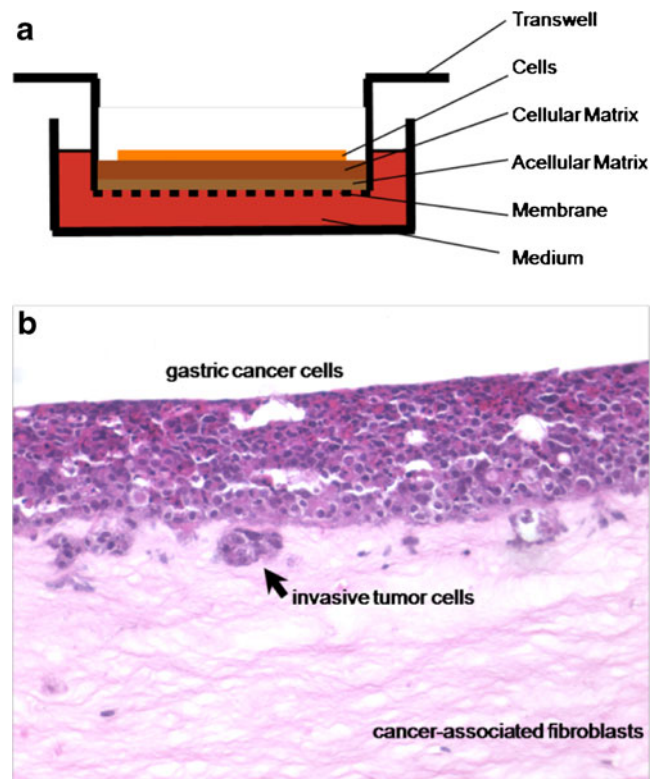 a
Transwell
Cells
Cellular Matrix
Acellular Matrix
Membrane
Medium
b
gastric cancer cells
invasive tumor cells
cancer-associated fibroblasts